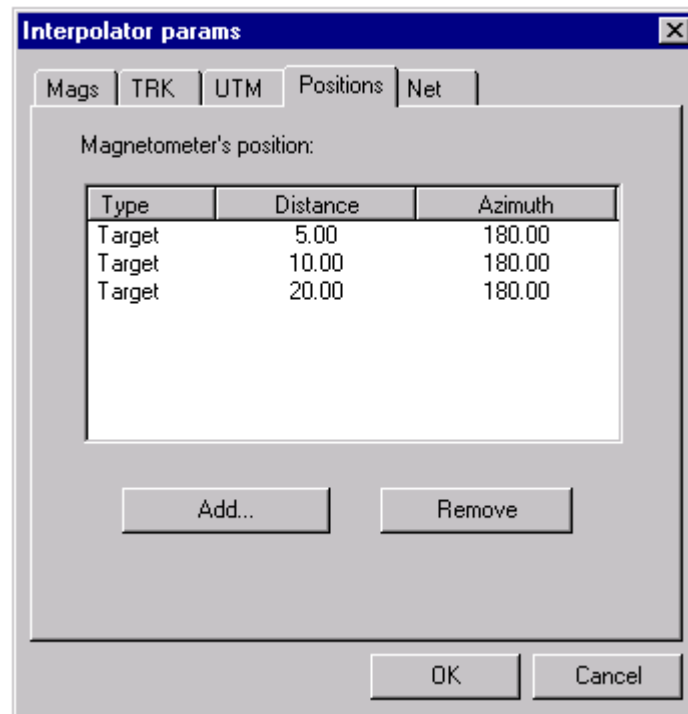 Interpolator params
Mags TRK UTM Positions Net
Magnetometer's position:
Type Distance Azimuth
Target 5.00 180.00
Target 10.00 180.00
Target 20.00 180.00
Add... Remove
OK Cancel